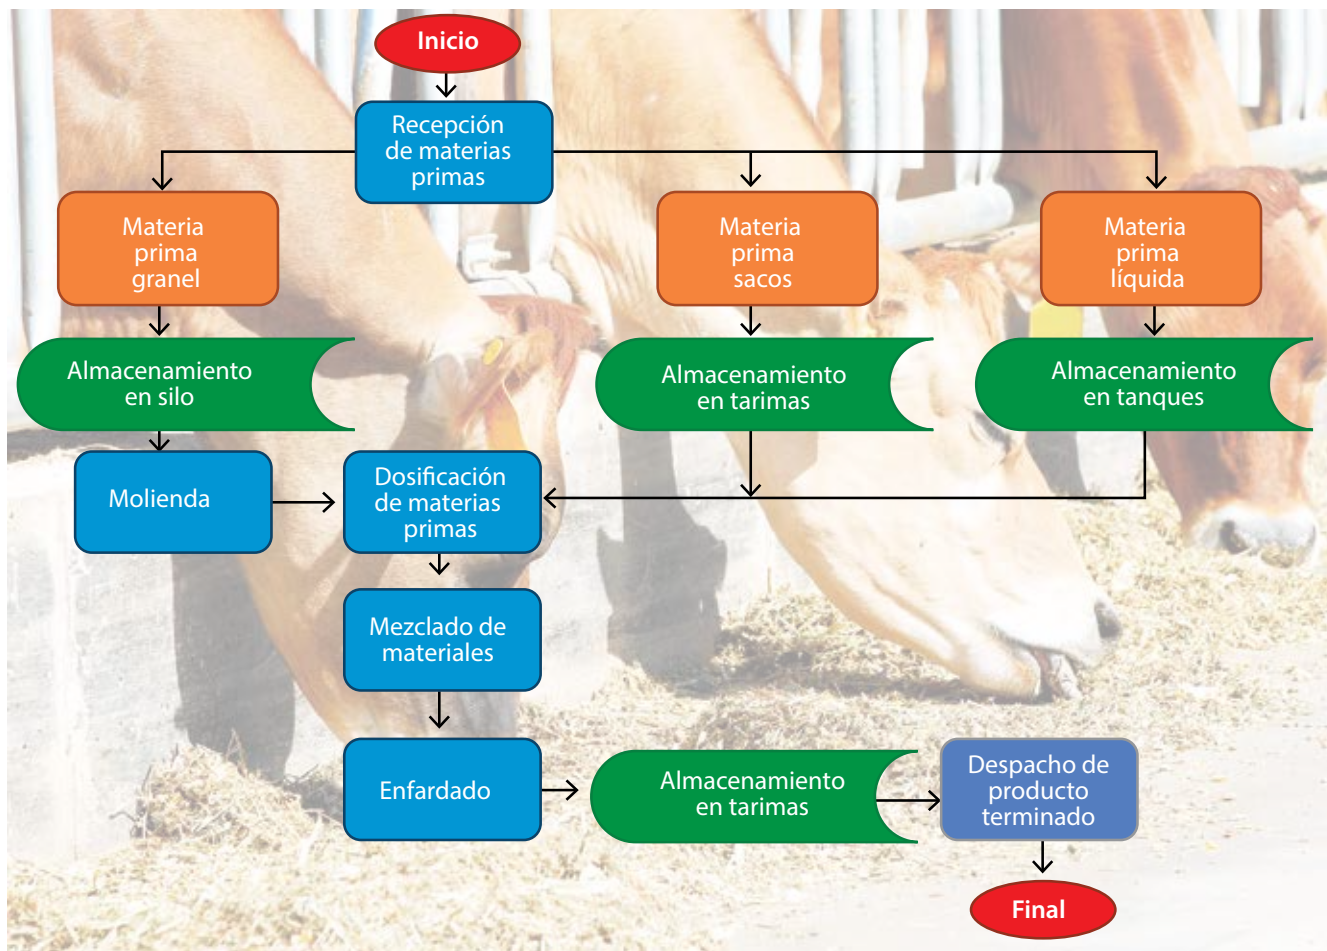 Inicio
Recepción
de materias
primas
Materia
prima
granel
Materia
prima
sacos
Materia
prima
líquida
Almacenamiento
en silo
Almacenamiento
en tarimas
Almacenamiento
en tanques
Molienda
Dosificación
de materias
primas
Mezclado de
materiales
Enfardado
Almacenamiento
en tarimas
Despacho de
producto
terminado
Final